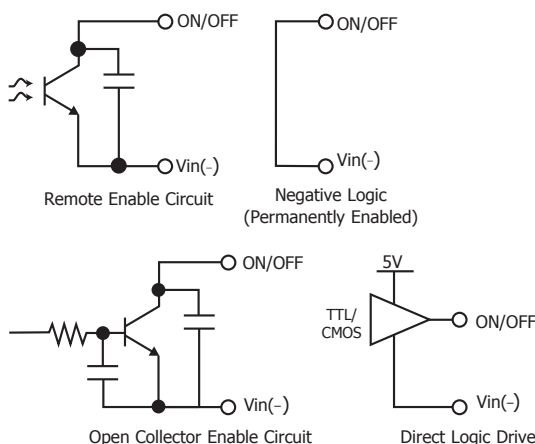 ON/OFF
Vin(-)
Remote Enable Circuit
ON/OFF
Vin(-)
Negative Logic
(Permanently Enabled)
ON/OFF
Vin(-)
Open Collector Enable Circuit
5V
TTL/
CMOS
ON/OFF
Vin(-)
Direct Logic Drive